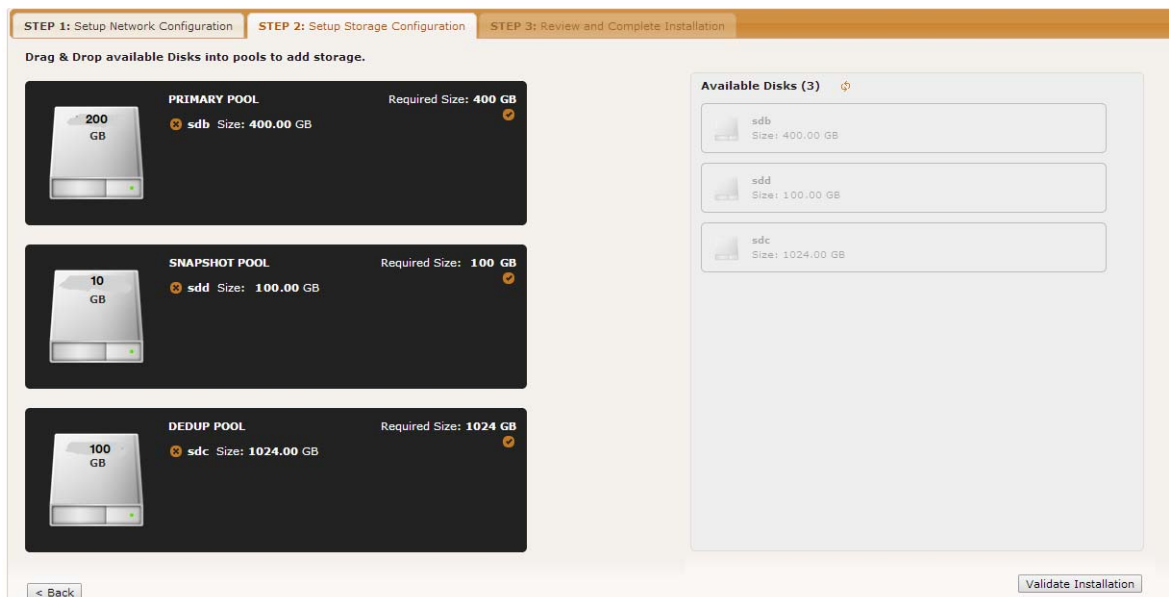 STEP 1: Setup Network Configuration
STEP 2: Setup Storage Configuration
STEP 3: Review and Complete Installation
Drag & Drop available Disks into pools to add storage.
200
GB
PRIMARY POOL
Required Size: 400 GB
sdb Size: 400.00 GB
10
GB
SNAPSHOT POOL
Required Size: 100 GB
sdd Size: 100.00 GB
100
GB
DEDUP POOL
Required Size: 1024 GB
sdc Size: 1024.00 GB
Available Disks (3)
sdb
Size: 400.00 GB
sdd
Size: 100.00 GB
sdc
Size: 1024.00 GB
< Back
Validate Installation